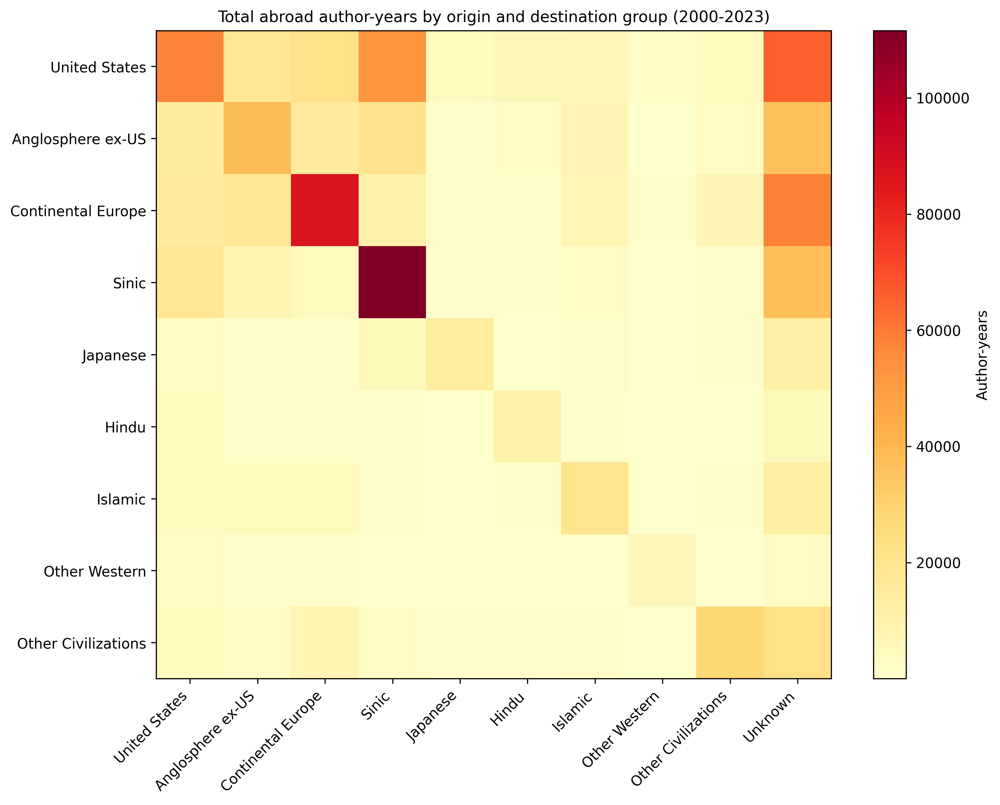 Total abroad author-years by origin and destination group (2000-2023)
United States
Anglosphere ex-US
Continental Europe
Sinic
Japanese
Hindu
Islamic
Other Western
Other Civilizations
United States
Anglosphere ex-US
Continental Europe
Sinic
Japanese
Hindu
Islamic
Other Western
Other Civilizations
Unknown
100000
80000
60000
40000
20000
Author-years